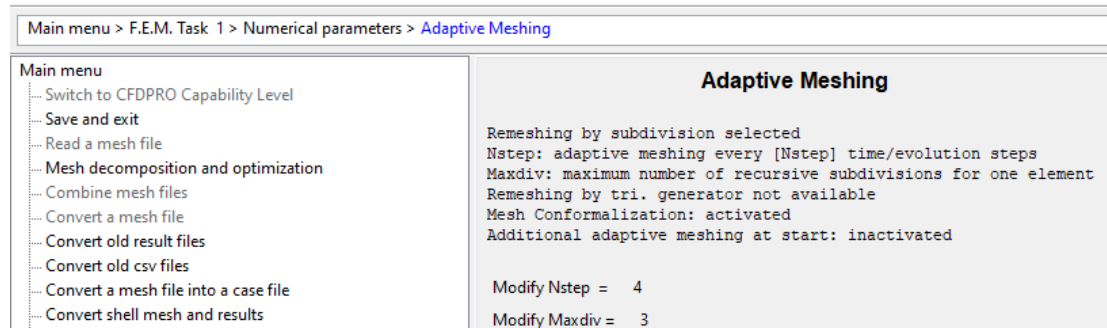 Main menu > F.E.M. Task 1 > Numerical parameters > Adaptive Meshing
Main menu
Switch to CFDPRO Capability Level
Save and exit
Read a mesh file
Mesh decomposition and optimization
Combine mesh files
Convert a mesh file
Convert old result files
Convert old csv files
Convert a mesh file into a case file
Convert shell mesh and results
Adaptive Meshing
Remeshing by subdivision selected
Nstep: adaptive meshing every [Nstep] time/evolution steps
Maxdiv: maximum number of recursive subdivisions for one element
Remeshing by tri. generator not available
Mesh Conformalization: activated
Additional adaptive meshing at start: inactivated
Modify Nstep = 4
Modify Maxdiv = 3